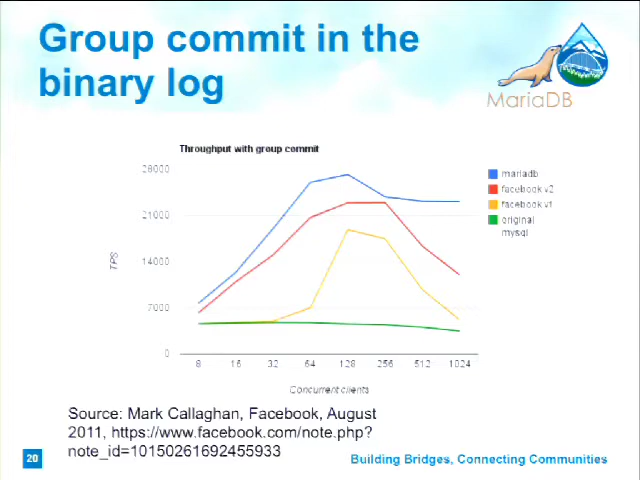 Group commit in the
binary log
MariaDB
Throughput with group commit
28000
21000
14000
7000
0
TPS
8 16 32 64 128 256 512 1024
Concurrent clients
mariadb
facebook v2
facebook v1
original
mysql
Source: Mark Callaghan, Facebook, August
2011, https://www.facebook.com/note.php?
note_id=10150261692455933
20
Building Bridges, Connecting Communities